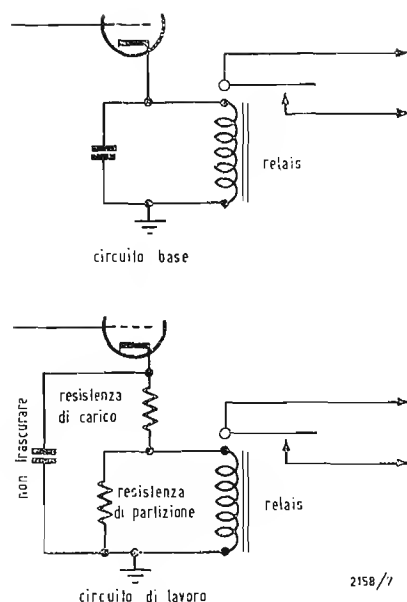 relais
circuito base
resistenza
di carico
non trascurare
resistenza
di partizione
relais
circuito di lavoro
2158/7